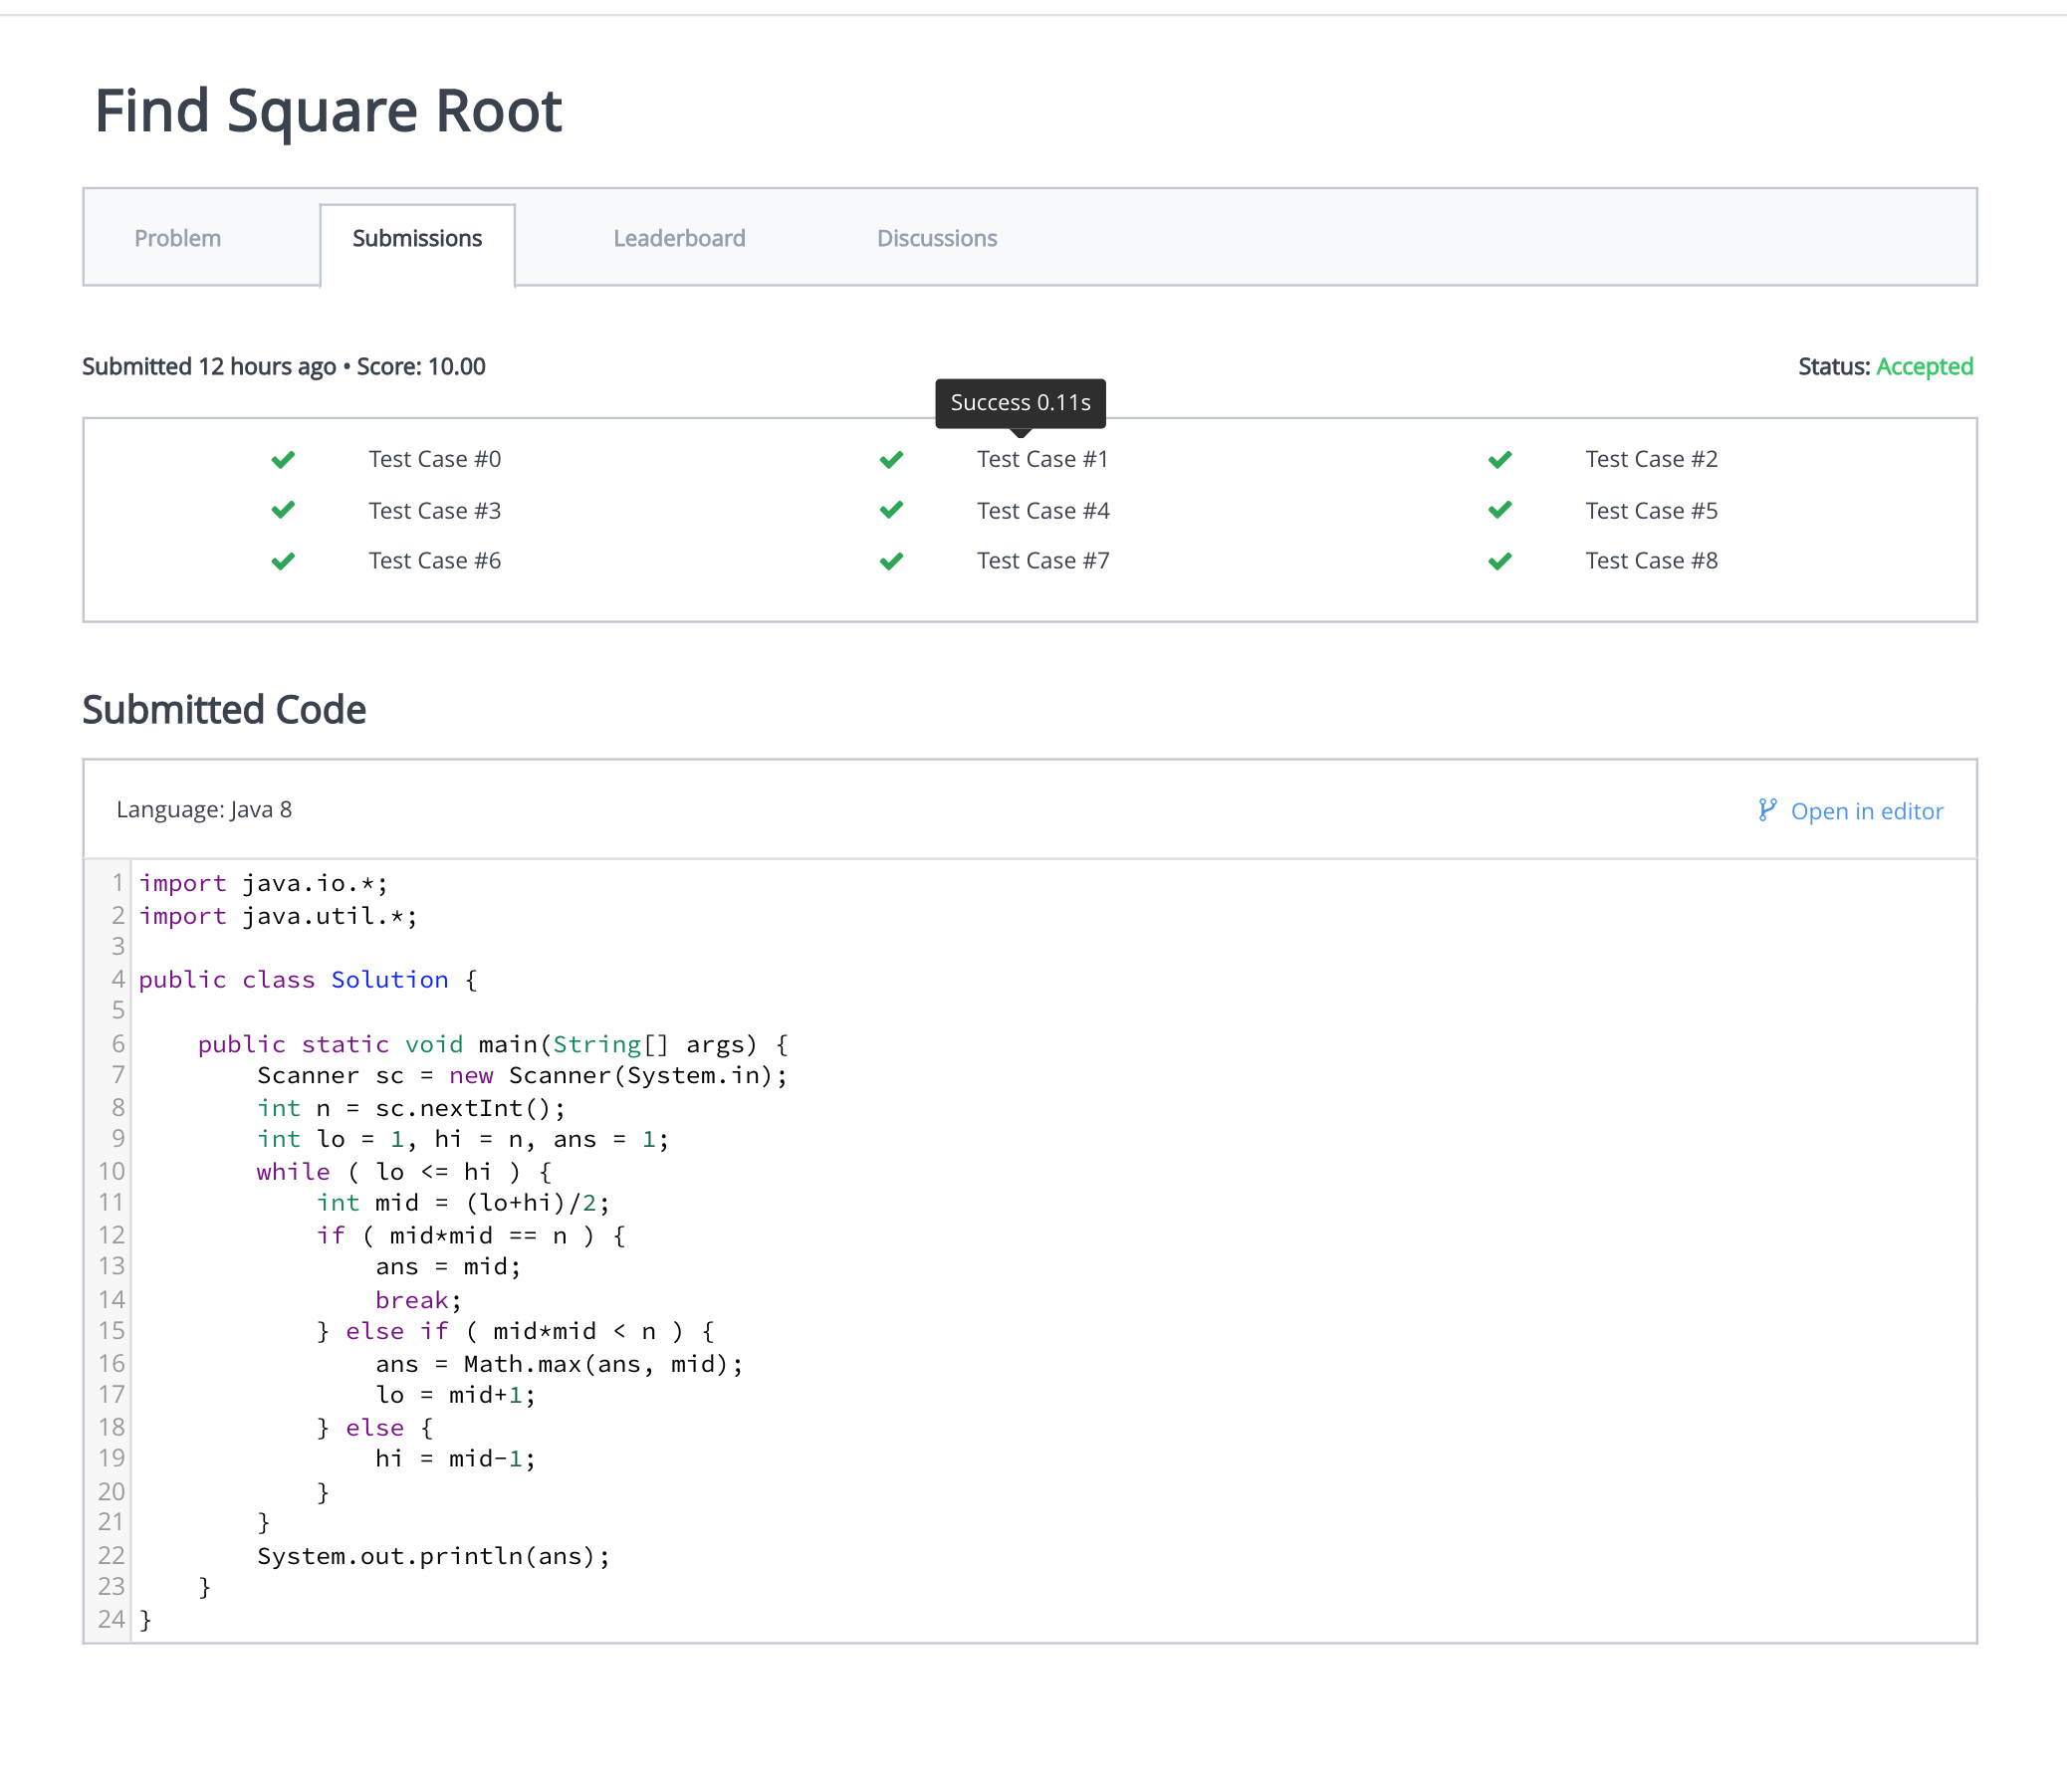 Find Square Root
Problem Submissions Leaderboard Discussions
Submitted 12 hours ago • Score: 10.00 Status: Accepted
Success 0.11s
Test Case #0 Test Case #1 Test Case #2
Test Case #3 Test Case #4 Test Case #5
Test Case #6 Test Case #7 Test Case #8
Submitted Code
Language: Java 8 Open in editor
1 import java.io.*;
2 import java.util.*;
3
4 public class Solution {
5
6     public static void main(String[] args) {
7         Scanner sc = new Scanner(System.in);
8         int n = sc.nextInt();
9         int lo = 1, hi = n, ans = 1;
10         while ( lo <= hi ) {
11             int mid = (lo+hi)/2;
12             if ( mid*mid == n ) {
13                 ans = mid;
14                 break;
15             } else if ( mid*mid < n ) {
16                 ans = Math.max(ans, mid);
17                 lo = mid+1;
18             } else {
19                 hi = mid-1;
20             }
21         }
22         System.out.println(ans);
23     }
24 }